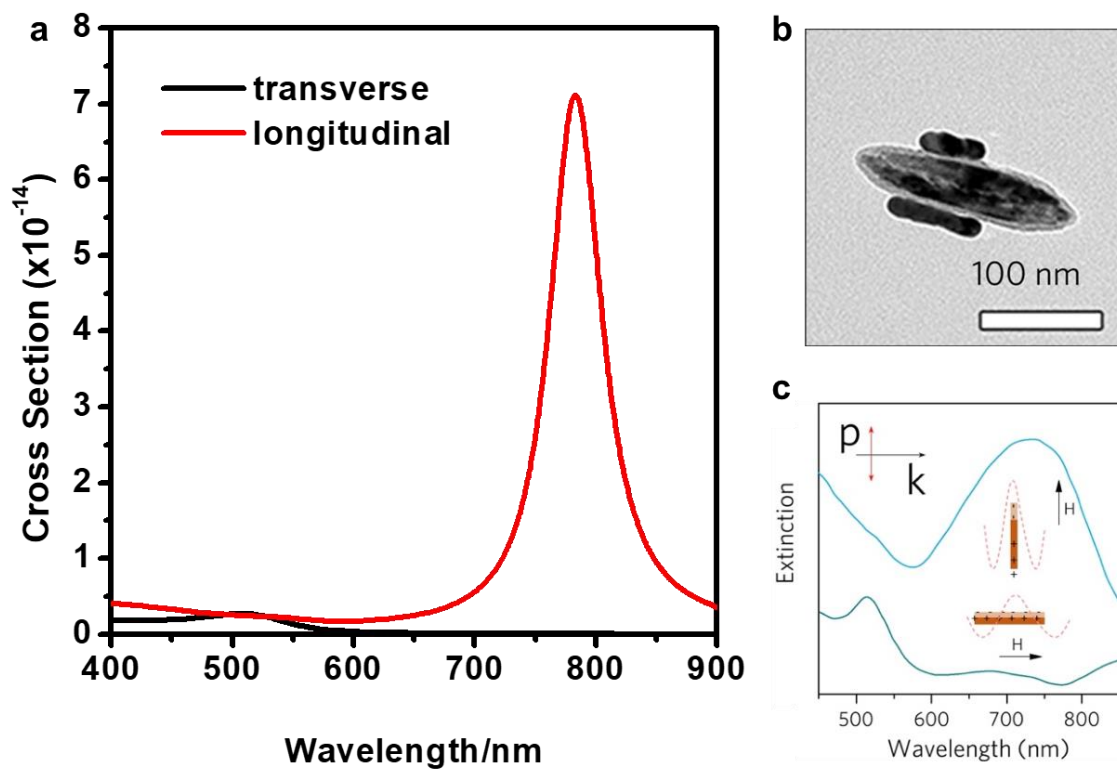 a
8
7
6
5
4
3
2
1
0
Cross Section (x10⁻¹⁴)
transverse
longitudinal
400
500
600
700
800
900
Wavelength/nm
b
100 nm
c
p
k
H
H
Extinction
500
600
700
800
Wavelength (nm)